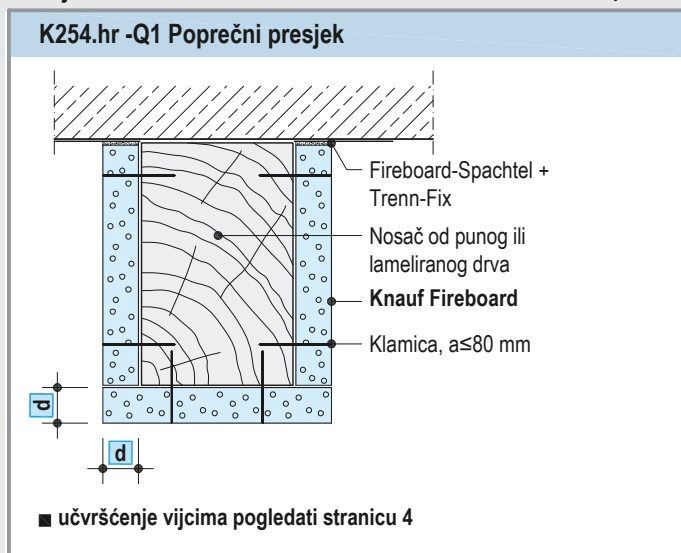 K254.hr -Q1 Poprečni presjek
Fireboard-Spachtel +
Trenn-Fix
Nosač od punog ili
lameliranog drva
Knauf Fireboard
Klamica, a≤80 mm
d
d
■ učvršćenje vijcima pogledati stranicu 4